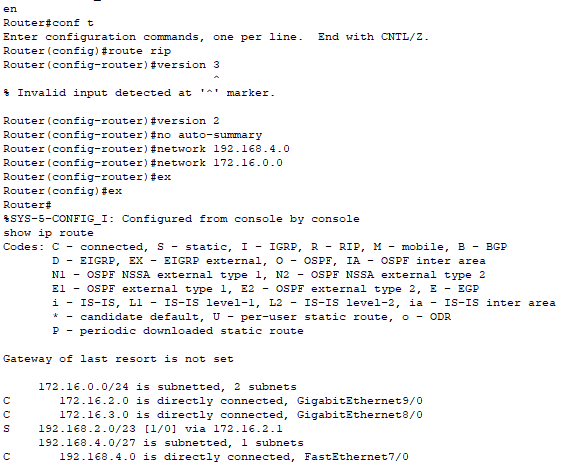 en
Router#conf t
Enter configuration commands, one per line.  End with CNTL/Z.
Router(config)#route rip
Router(config-router)#version 3
                              ^
% Invalid input detected at '^' marker.

Router(config-router)#version 2
Router(config-router)#no auto-summary
Router(config-router)#network 192.168.4.0
Router(config-router)#network 172.16.0.0
Router(config-router)#ex
Router(config)#ex
Router#
%SYS-5-CONFIG_I: Configured from console by console
show ip route
Codes: C - connected, S - static, I - IGRP, R - RIP, M - mobile, B - BGP
       D - EIGRP, EX - EIGRP external, O - OSPF, IA - OSPF inter area
       N1 - OSPF NSSA external type 1, N2 - OSPF NSSA external type 2
       E1 - OSPF external type 1, E2 - OSPF external type 2, E - EGP
       i - IS-IS, L1 - IS-IS level-1, L2 - IS-IS level-2, ia - IS-IS inter area
       * - candidate default, U - per-user static route, o - ODR
       P - periodic downloaded static route

Gateway of last resort is not set

     172.16.0.0/24 is subnetted, 2 subnets
C       172.16.2.0 is directly connected, GigabitEthernet9/0
C       172.16.3.0 is directly connected, GigabitEthernet8/0
S    192.168.2.0/23 [1/0] via 172.16.2.1
     192.168.4.0/27 is subnetted, 1 subnets
C       192.168.4.0 is directly connected, FastEthernet7/0